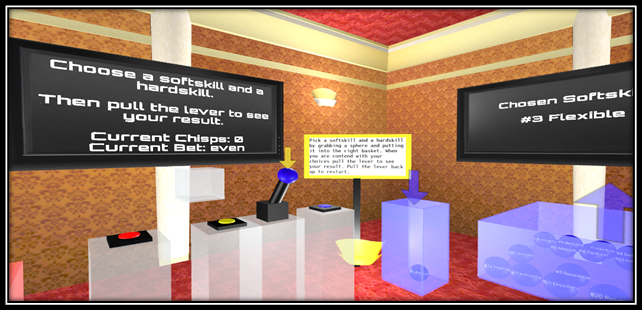 Choose a softskill and a
hardskill.
Then pull the lever to see
your result.
Current Chisps: 0
Current Bet: even
Pick a softskill and a hardskill
by grabbing a sphere and putting
it into the right basket. When
you are contend with your
choices pull the lever to see
your result. Pull the lever back
up to restart.
Chosen Softsk
#3 Flexible